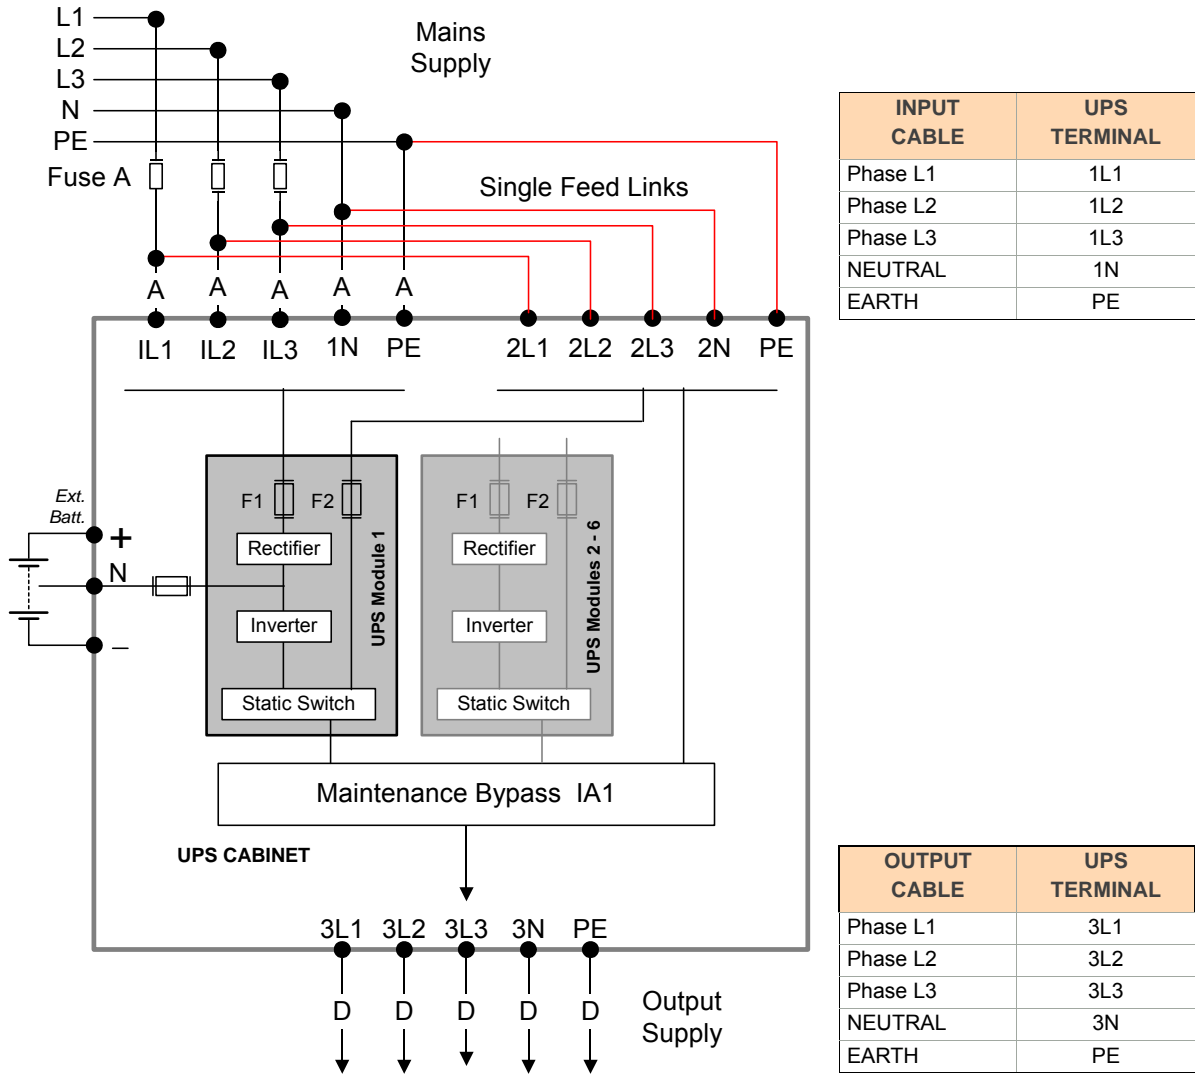 L1
L2
L3
N
PE
Mains
Supply
Fuse A
Single Feed Links
A A A A A
IL1 IL2 IL3 1N PE 2L1 2L2 2L3 2N PE
INPUT CABLE UPS TERMINAL
Phase L1 1L1
Phase L2 1L2
Phase L3 1L3
NEUTRAL 1N
EARTH PE
Ext.
Batt.
+
N
–
F1 F2
Rectifier
Inverter
Static Switch
UPS Module 1
F1 F2
Rectifier
Inverter
Static Switch
UPS Modules 2 - 6
Maintenance Bypass IA1
UPS CABINET
3L1 3L2 3L3 3N PE
D D D D D
Output
Supply
OUTPUT CABLE UPS TERMINAL
Phase L1 3L1
Phase L2 3L2
Phase L3 3L3
NEUTRAL 3N
EARTH PE